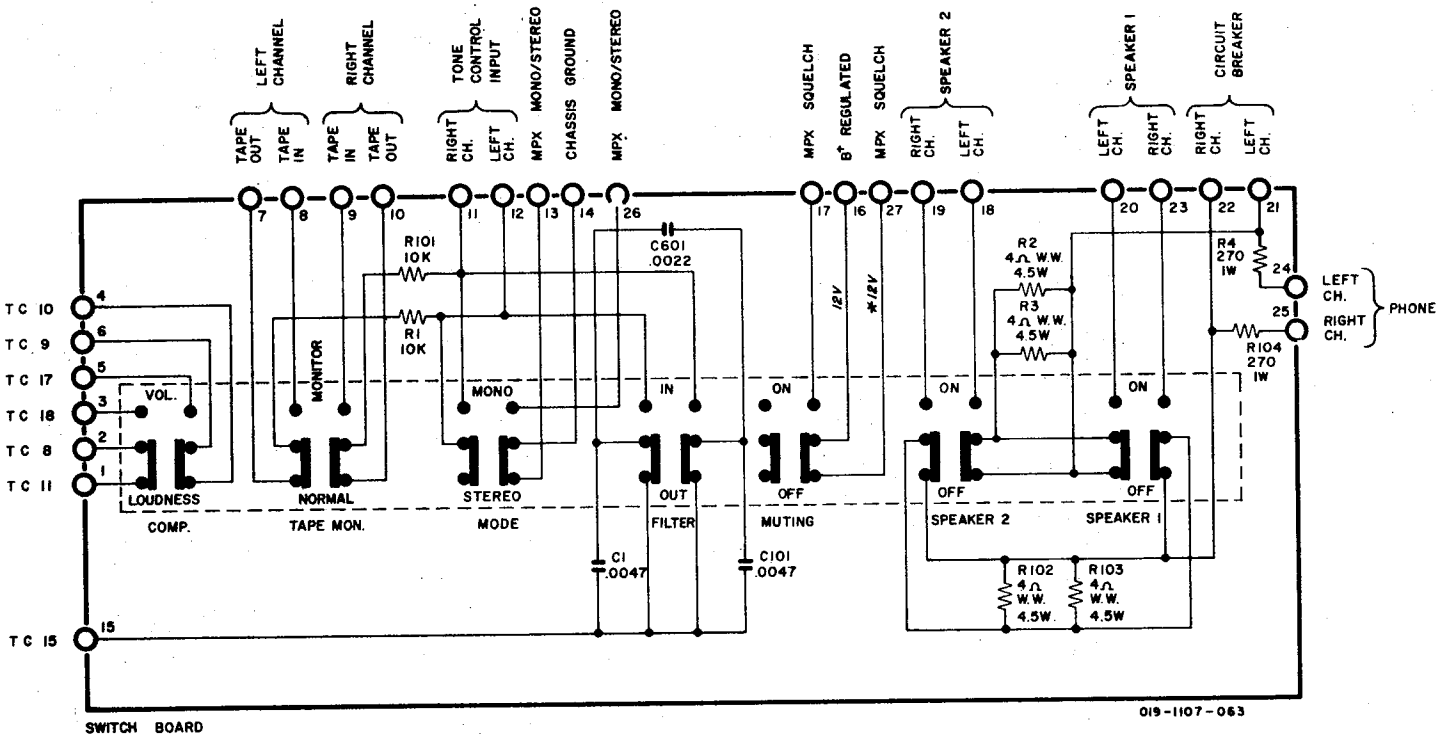 LEFT
CHANNEL
RIGHT
CHANNEL
TONE
CONTROL
INPUT
MPX MONO/STEREO
CHASSIS GROUND
MPX MONO/STEREO
MPX SQUELCH
B+ REGULATED
MPX SQUELCH
SPEAKER 2
SPEAKER 1
CIRCUIT
BREAKER
TAPE
OUT
TAPE
IN
TAPE
IN
TAPE
OUT
RIGHT
CH.
LEFT
CH.
RIGHT
CH.
LEFT
CH.
LEFT
CH.
RIGHT
CH.
RIGHT
CH.
LEFT
CH.
7 8 9 10 11 12 13 14 26 17 16 27 19 18 20 23 22 21
R101
10K
C601
.0022
R1
10K
12V
*12V
R2
4Ω W.W.
4.5W
R3
4Ω W.W.
4.5W
R4
270
1W
24
LEFT
CH.
25
RIGHT
CH.
PHONE
R104
270
1W
TC 10 4
TC 9 6
TC 17 5
TC 18 3
TC 8 2
TC 11 1
VOL.
MONITOR
MONO
IN
ON
ON
ON
LOUDNESS
NORMAL
STEREO
OUT
OFF
OFF
OFF
COMP.
TAPE MON.
MODE
FILTER
MUTING
SPEAKER 2
SPEAKER 1
C1
.0047
C101
.0047
R102
4Ω
W.W.
4.5W.
R103
4Ω
W.W.
4.5W
TC 15 15
019-1107-063
SWITCH BOARD